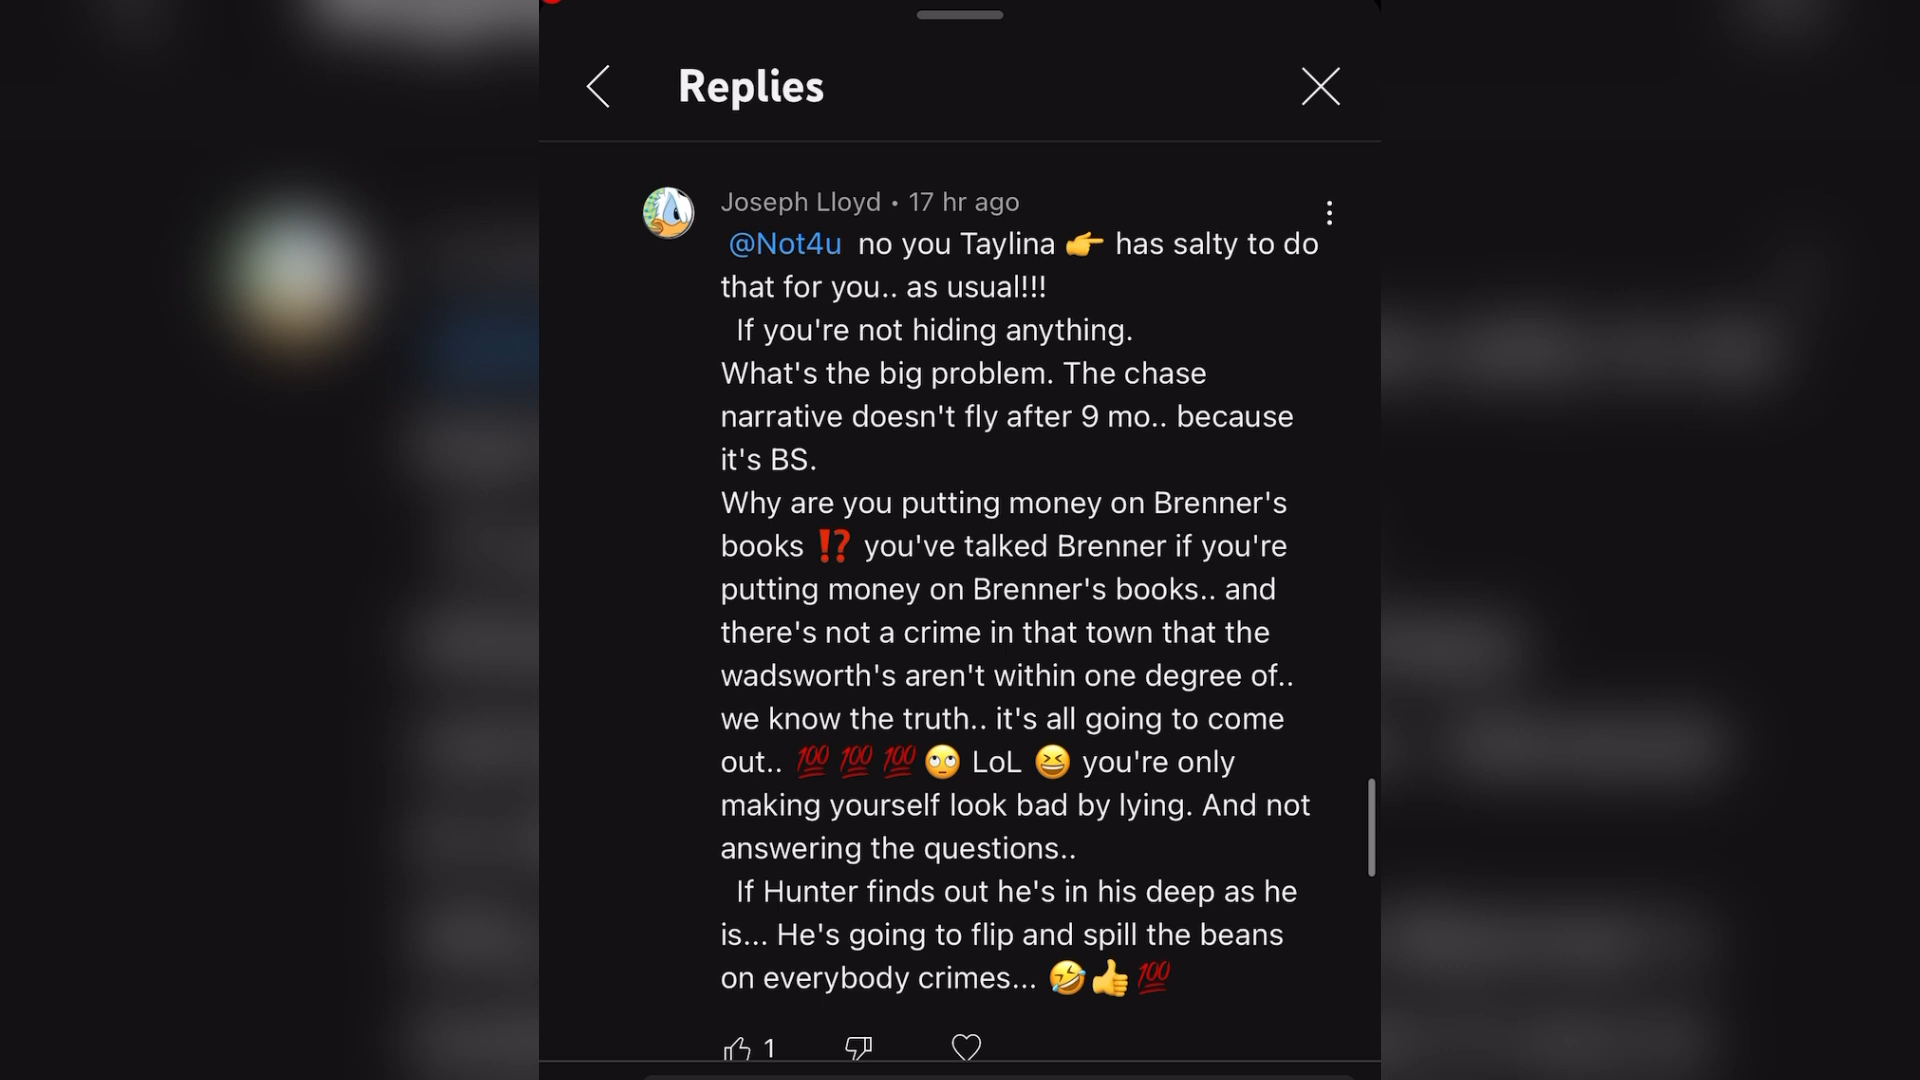 Replies
Joseph Lloyd • 17 hr ago
@Not4u no you Taylina 👉 has salty to do
that for you.. as usual!!!
If you're not hiding anything.
What's the big problem. The chase
narrative doesn't fly after 9 mo.. because
it's BS.
Why are you putting money on Brenner's
books ⁉️ you've talked Brenner if you're
putting money on Brenner's books.. and
there's not a crime in that town that the
wadsworth's aren't within one degree of..
we know the truth.. it's all going to come
out.. 💯 💯 💯 🙄 LoL 😆 you're only
making yourself look bad by lying. And not
answering the questions..
If Hunter finds out he's in his deep as he
is... He's going to flip and spill the beans
on everybody crimes... 🤣👍💯
1